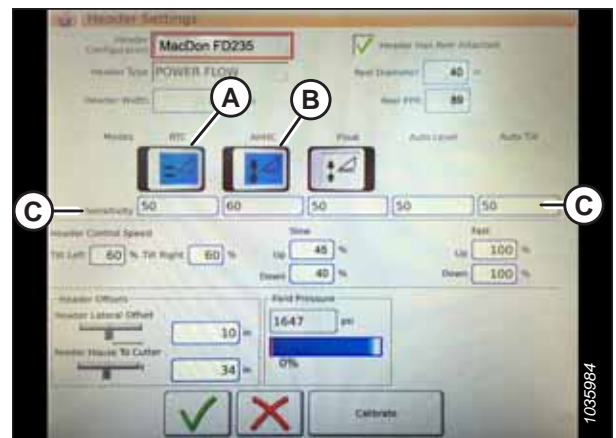 Header Settings
Header Configuration MacDon FD235 Header Has Reel Attached
Header Type POWER FLOW Reel Diameter 40 in
Header Width Reel PPR 89
A B
Modes RTC AHHC Float Auto Level Auto Tilt
C Sensitivity 50 60 50 50 50 C
Header Control Speed Slow Fast
Tilt Left 60 % Tilt Right 60 % Up 45 % Up 100 %
Down 40 % Down 100 %
Header Offsets Field Pressure
Header Lateral Offset 10 in 1647 psi
Feeder House To Cutter 34 in 0%
Calibrate
1035984